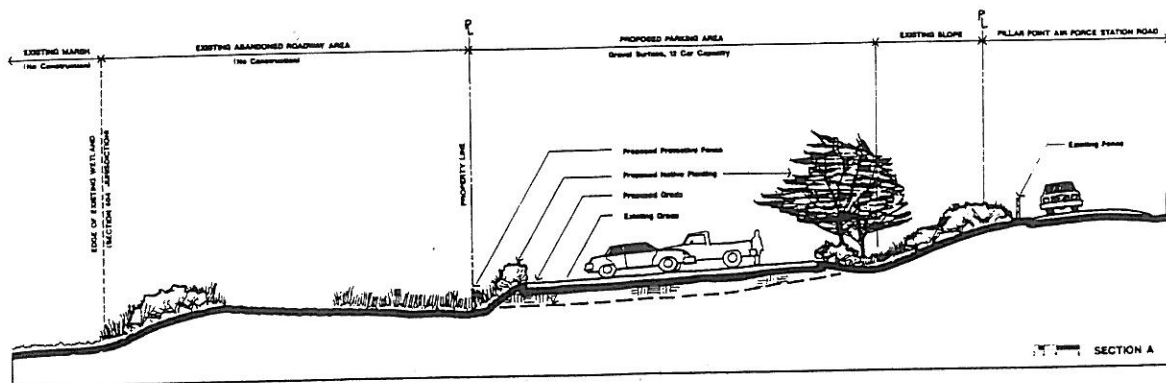 PL
PL
EXISTING MARSH
(No Construction)
EXISTING ABANDONED ROADWAY AREA
(No Construction)
PROPOSED PARKING AREA
Gravel Surface, 12 Car Capacity
EXISTING SLOPE
PILLAR POINT AIR FORCE STATION ROAD
EDGE OF EXISTING WETLAND
(SECTION 404 JURISDICTION)
PROPERTY LINE
Proposed Protective Fence
Proposed Native Planting
Proposed Grade
Existing Grade
Existing Fence
SECTION A